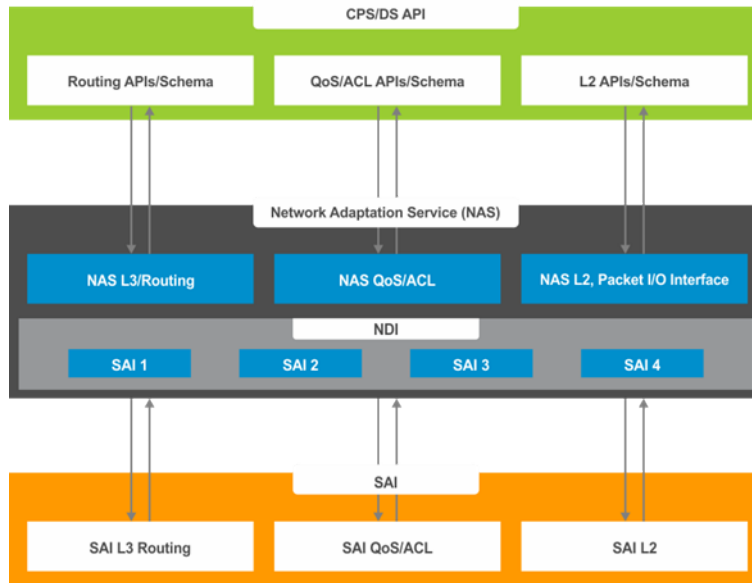 CPS/DS API
Routing APIs/Schema
QoS/ACL APIs/Schema
L2 APIs/Schema
Network Adaptation Service (NAS)
NAS L3/Routing
NAS QoS/ACL
NAS L2, Packet I/O Interface
NDI
SAI 1
SAI 2
SAI 3
SAI 4
SAI
SAI L3 Routing
SAI QoS/ACL
SAI L2